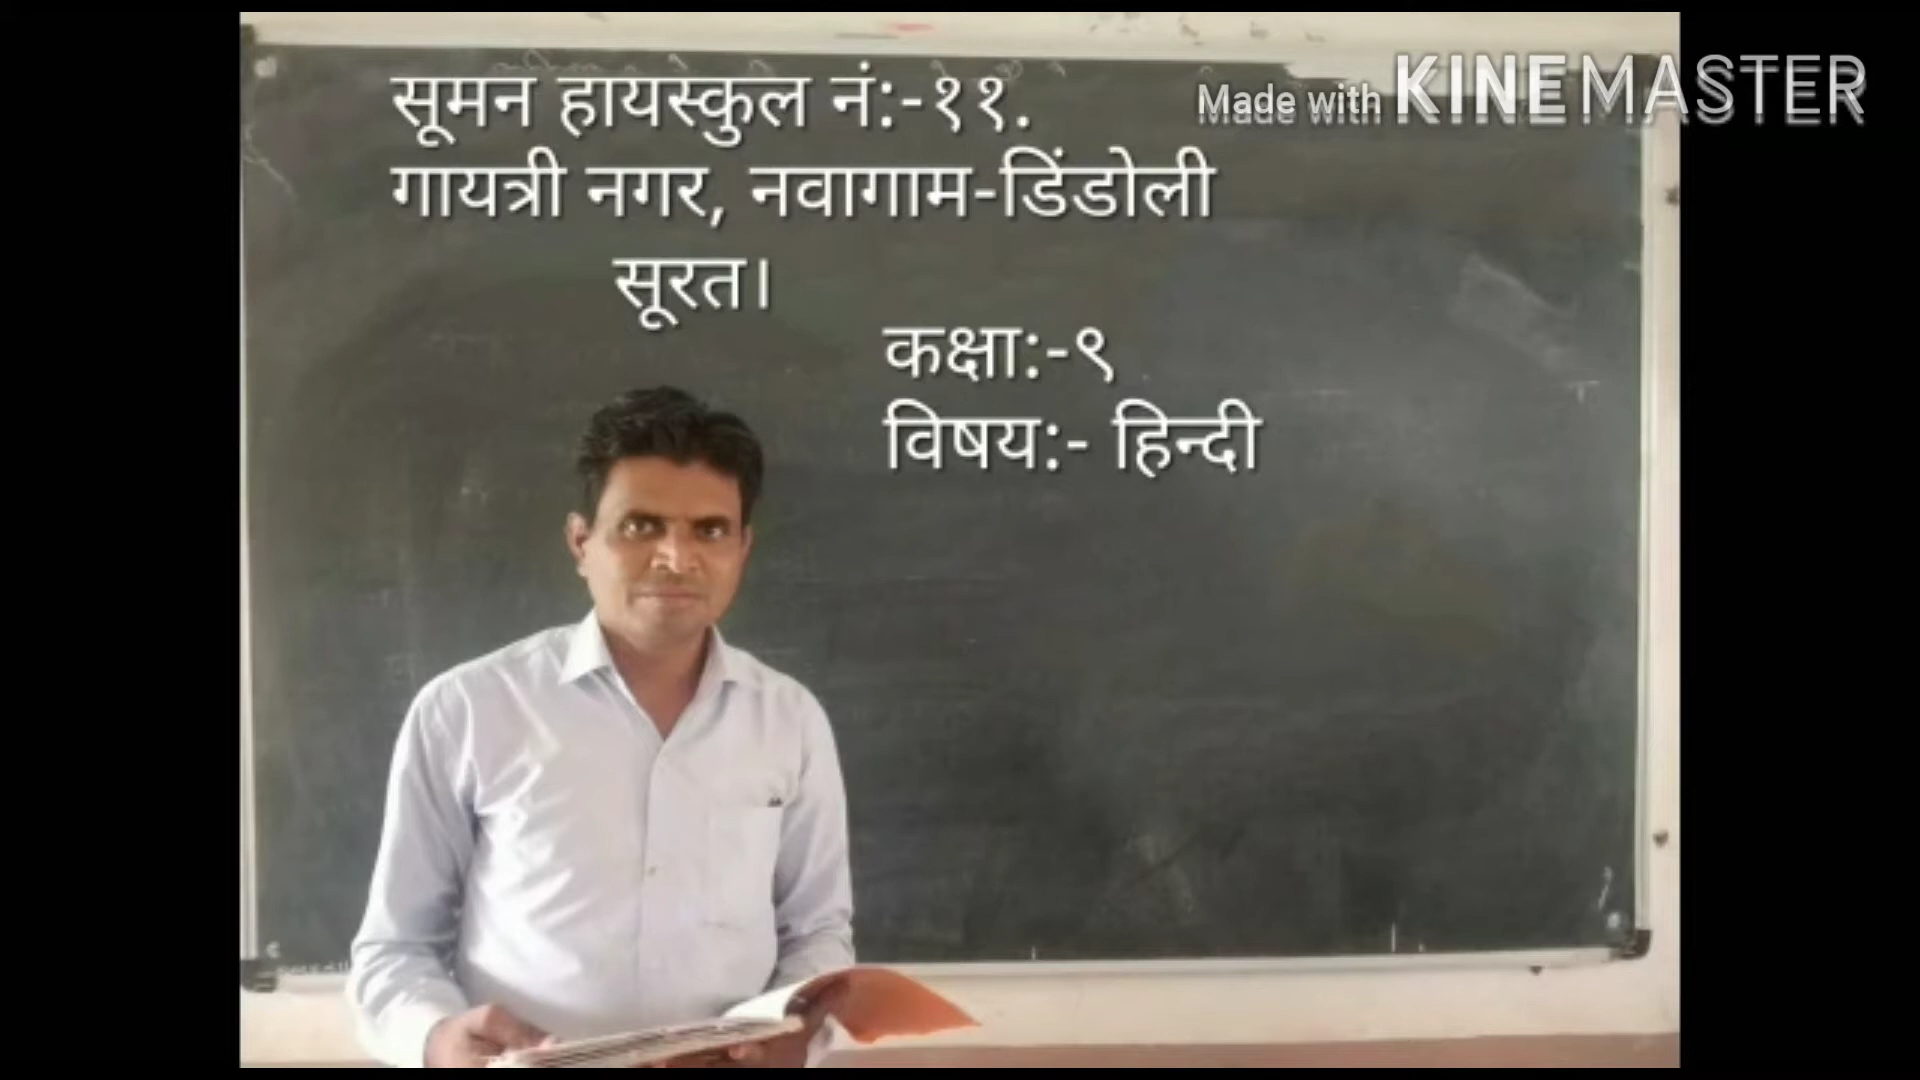 सूमन हायस्कुल नं:-११.
Made with KINEMASTER
गायत्री नगर, नवागाम-डिंडोली
सूरत।
कक्षा:-९
विषय:- हिन्दी